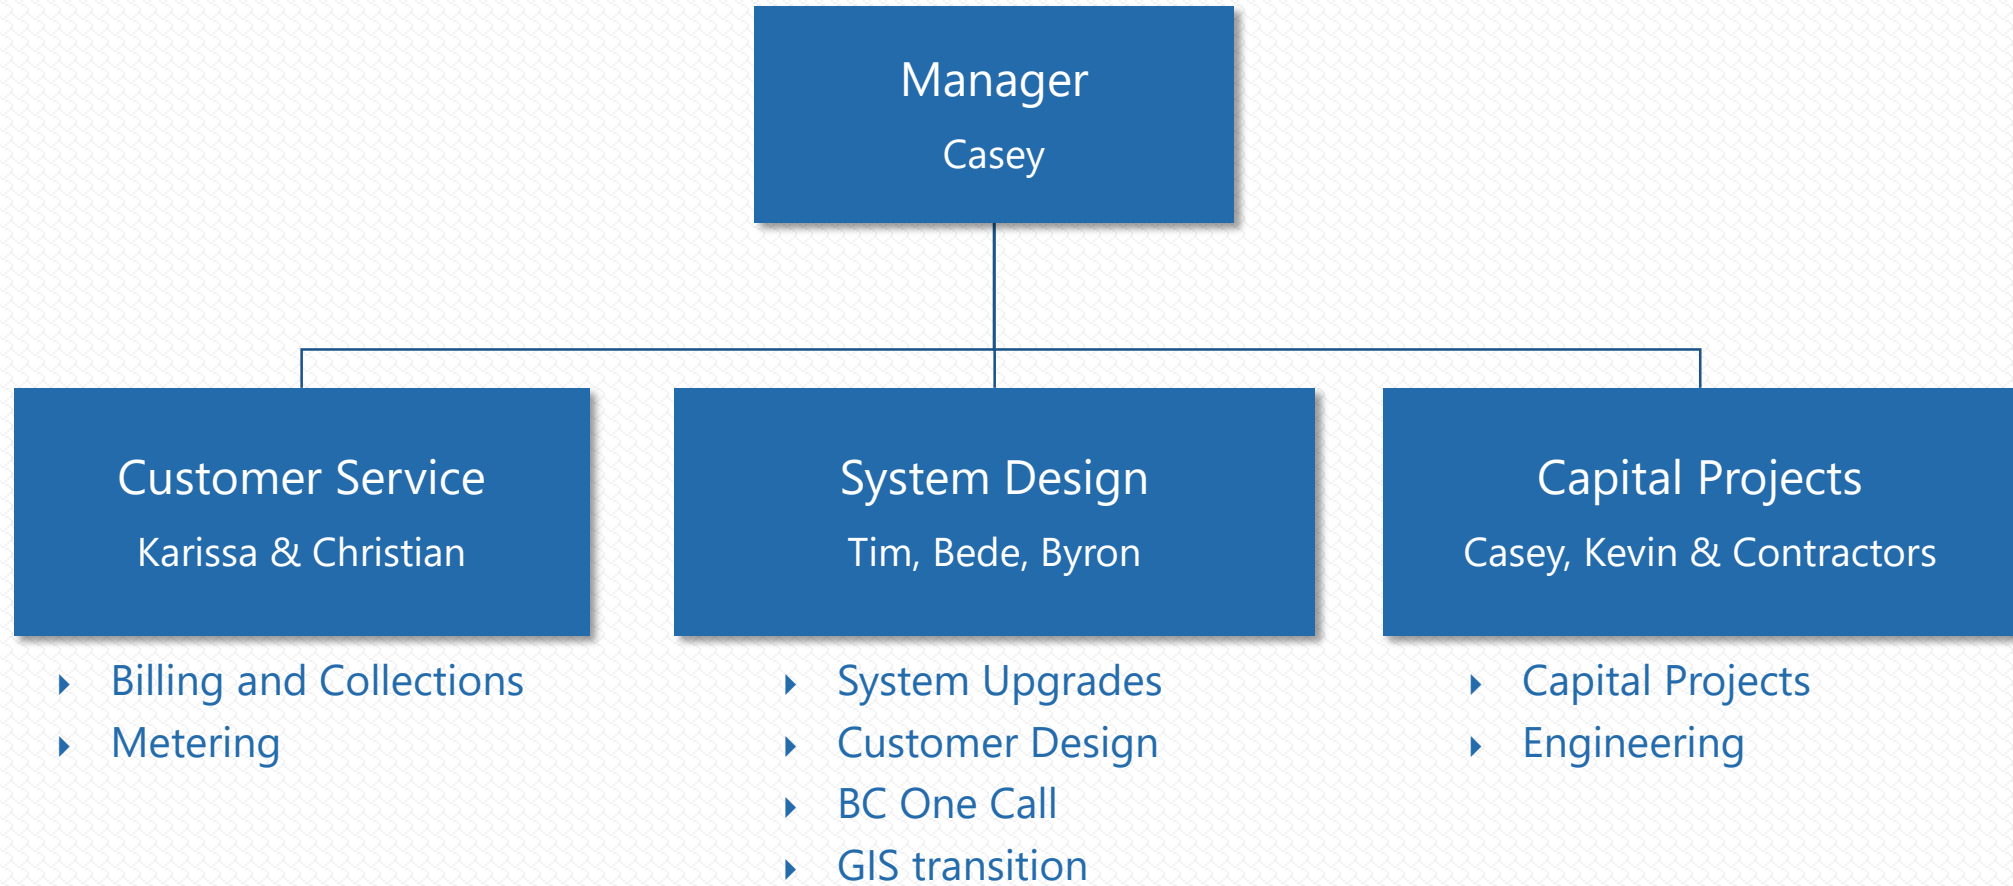 Manager
Casey
Customer Service
Karissa & Christian
System Design
Tim, Bede, Byron
Capital Projects
Casey, Kevin & Contractors
Billing and Collections
Metering
System Upgrades
Customer Design
BC One Call
GIS transition
Capital Projects
Engineering